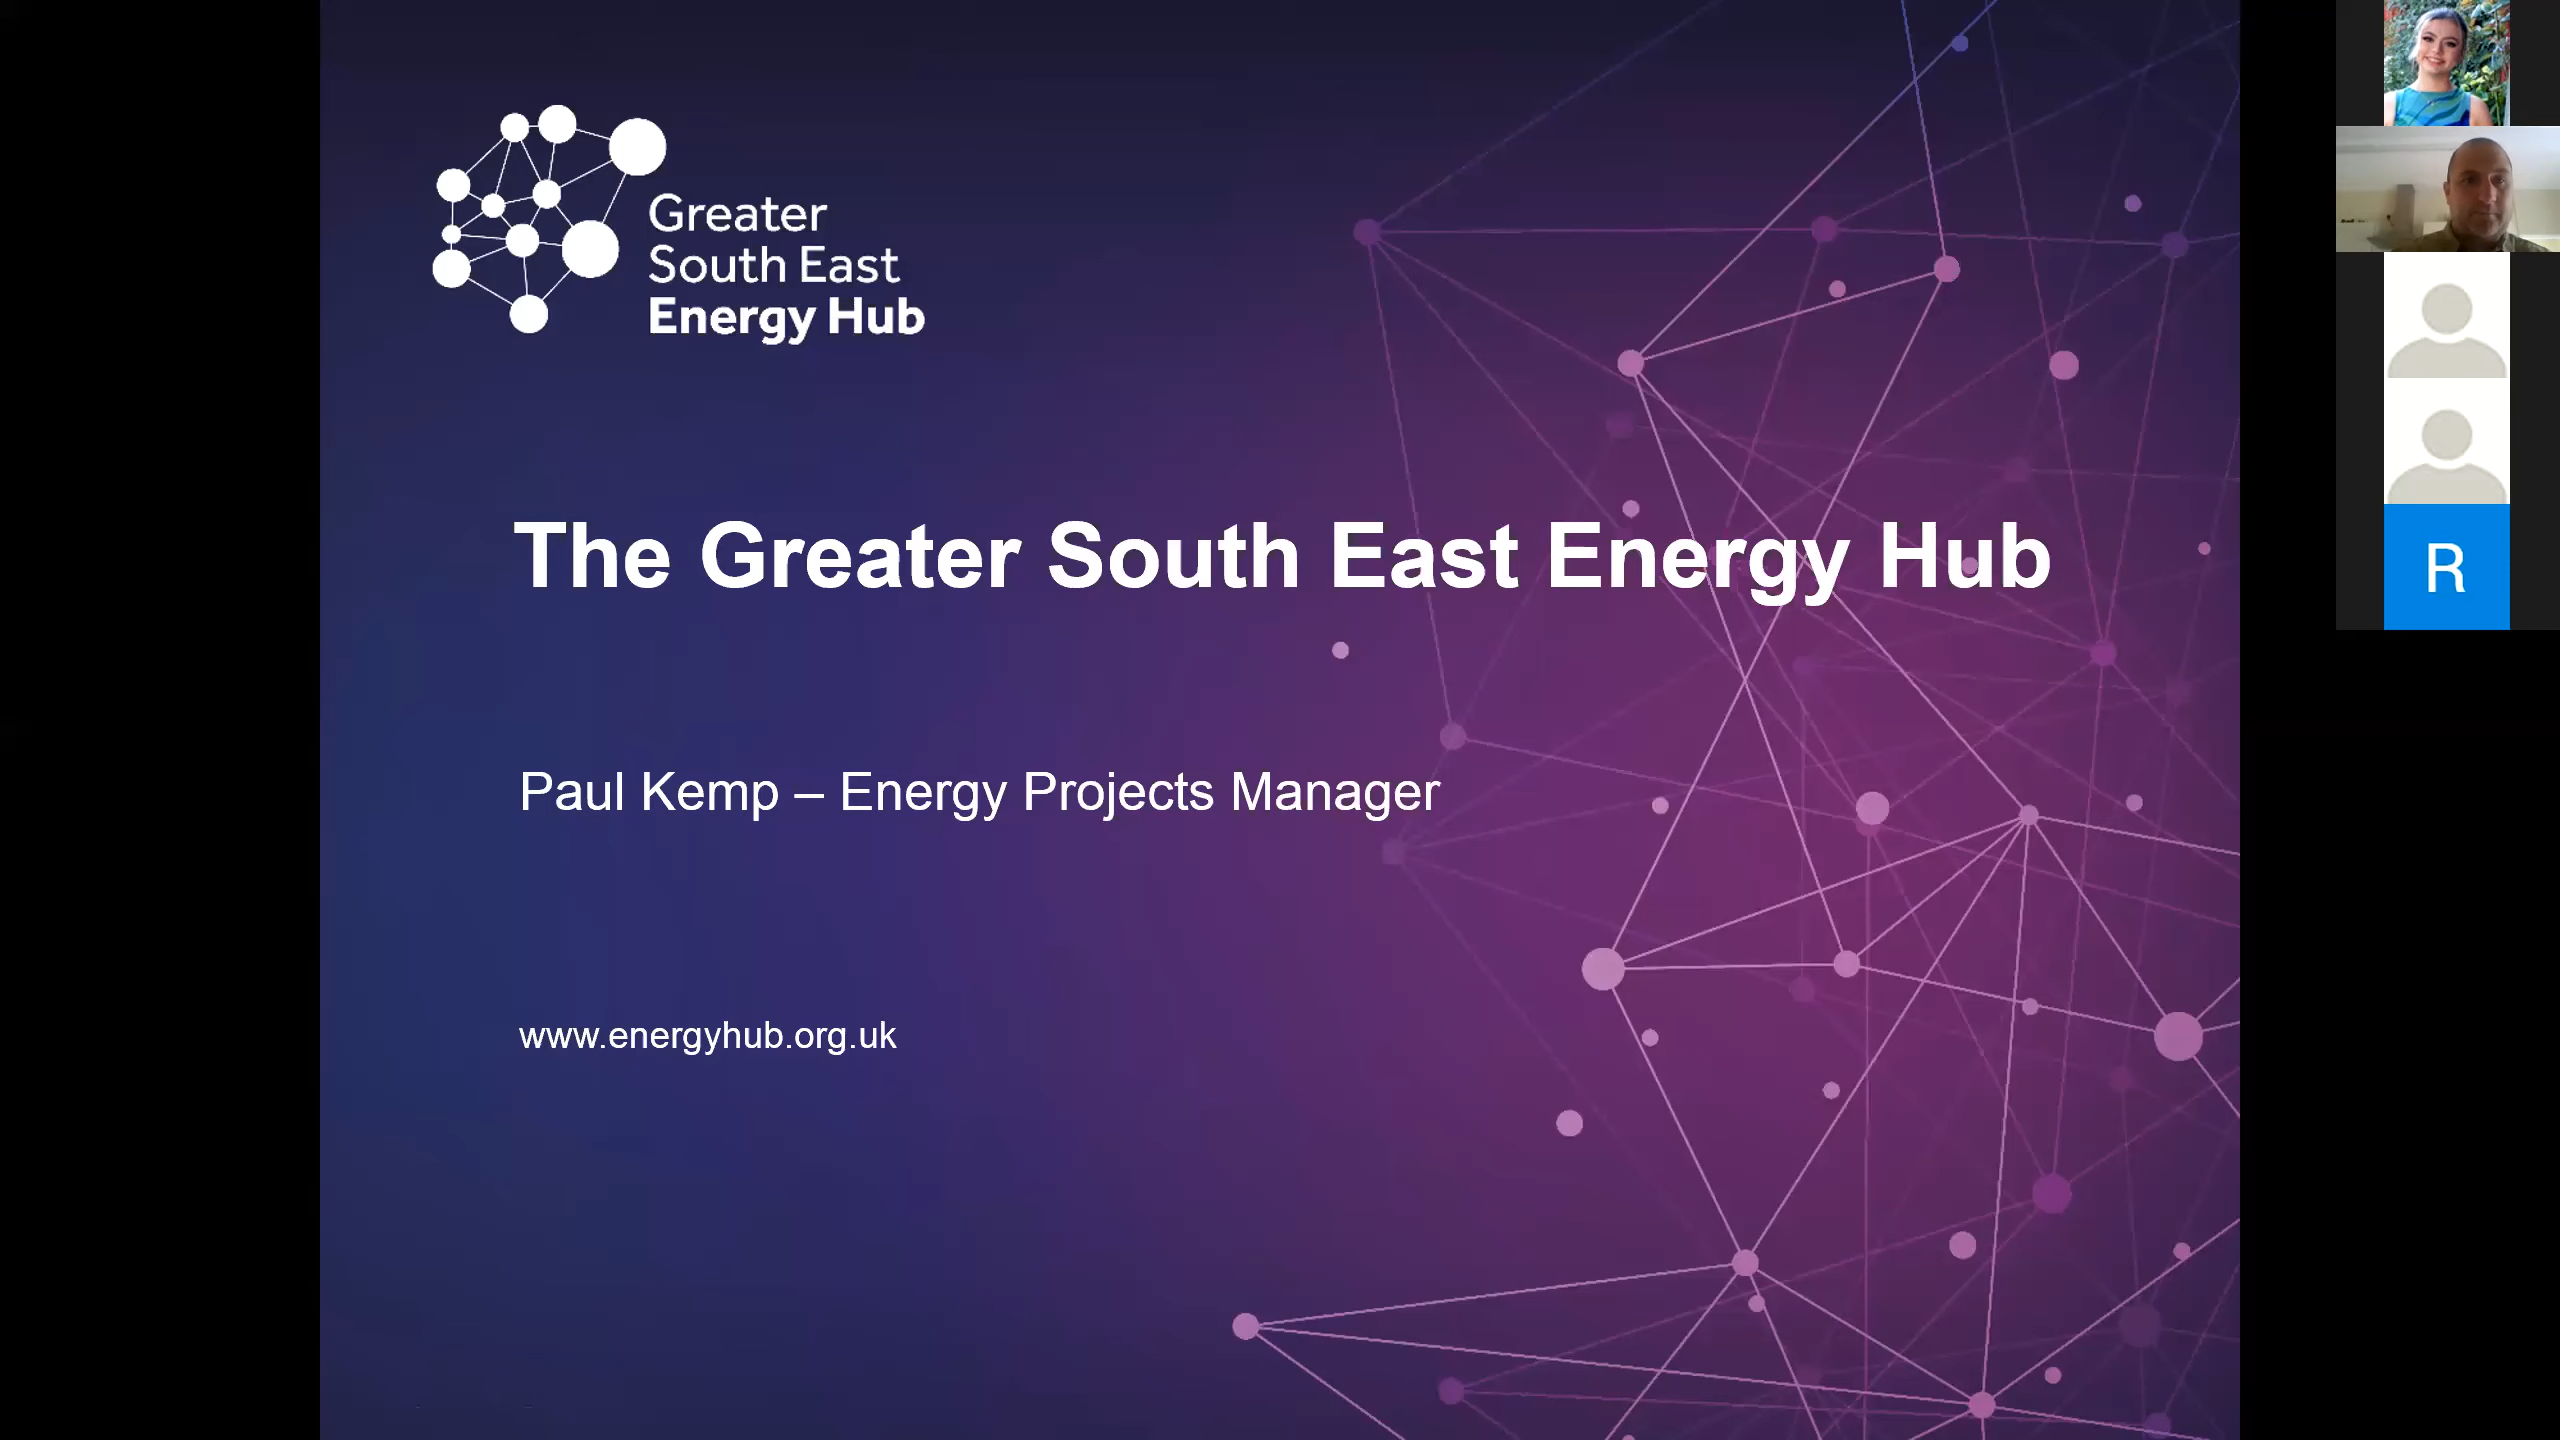 Greater
South East
Energy Hub
The Greater South East Energy Hub
Paul Kemp – Energy Projects Manager
www.energyhub.org.uk
R